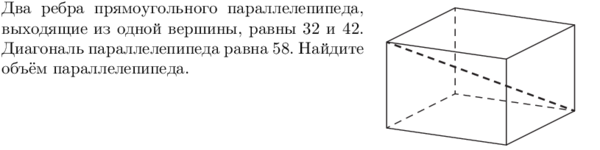 Два ребра прямоугольного параллелепипеда,
выходящие из одной вершины, равны 32 и 42.
Диагональ параллелепипеда равна 58. Найдите
объём параллелепипеда.